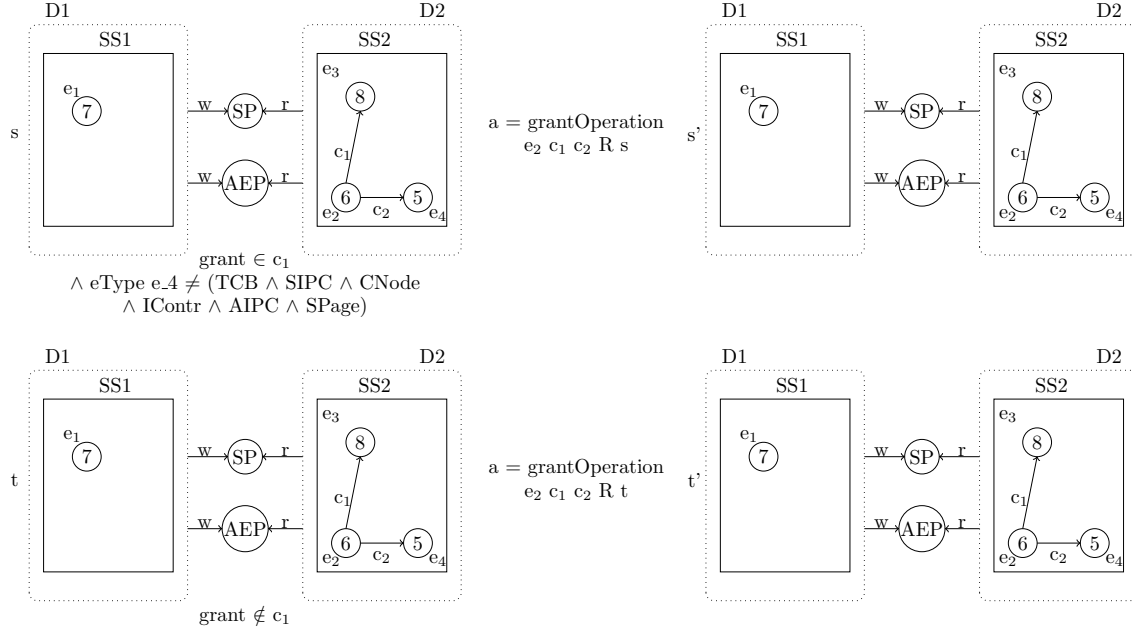 D1 D2 D1 D2
SS1 SS2 SS1 SS2
e3 e3
e1 8 e1 8
7 w SP r 7 w SP r
a = grantOperation
s s'
e2 c1 c2 R s
c1 c1
w AEP r w AEP r
6 5 6 5
e2 c2 e4 e2 c2 e4
grant ∈ c1
∧ eType e_4 ≠ (TCB ∧ SIPC ∧ CNode
∧ IContr ∧ AIPC ∧ SPage)
D1 D2 D1 D2
SS1 SS2 SS1 SS2
e3 e3
e1 8 e1 8
7 w SP r 7 w SP r
a = grantOperation
t t'
e2 c1 c2 R t
c1 c1
w AEP r w AEP r
6 5 6 5
e2 c2 e4 e2 c2 e4
grant ∉ c1